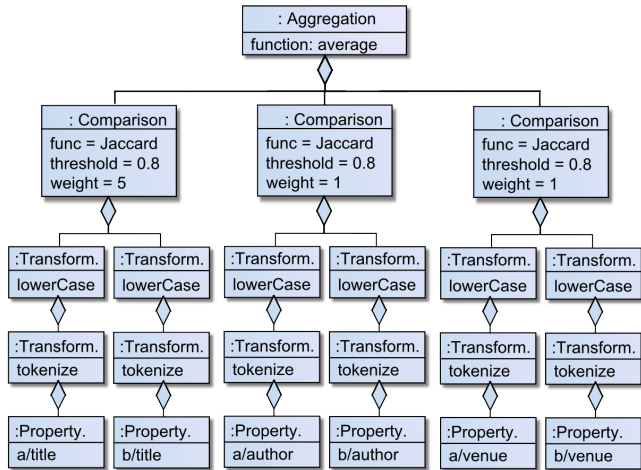 : Aggregation
function: average
: Comparison
func = Jaccard
threshold = 0.8
weight = 5
: Comparison
func = Jaccard
threshold = 0.8
weight = 1
: Comparison
func = Jaccard
threshold = 0.8
weight = 1
:Transform.
lowerCase
:Transform.
lowerCase
:Transform.
lowerCase
:Transform.
lowerCase
:Transform.
lowerCase
:Transform.
lowerCase
:Transform.
tokenize
:Transform.
tokenize
:Transform.
tokenize
:Transform.
tokenize
:Transform.
tokenize
:Transform.
tokenize
:Property.
a/title
:Property.
b/title
:Property.
a/author
:Property.
b/author
:Property.
a/venue
:Property.
b/venue